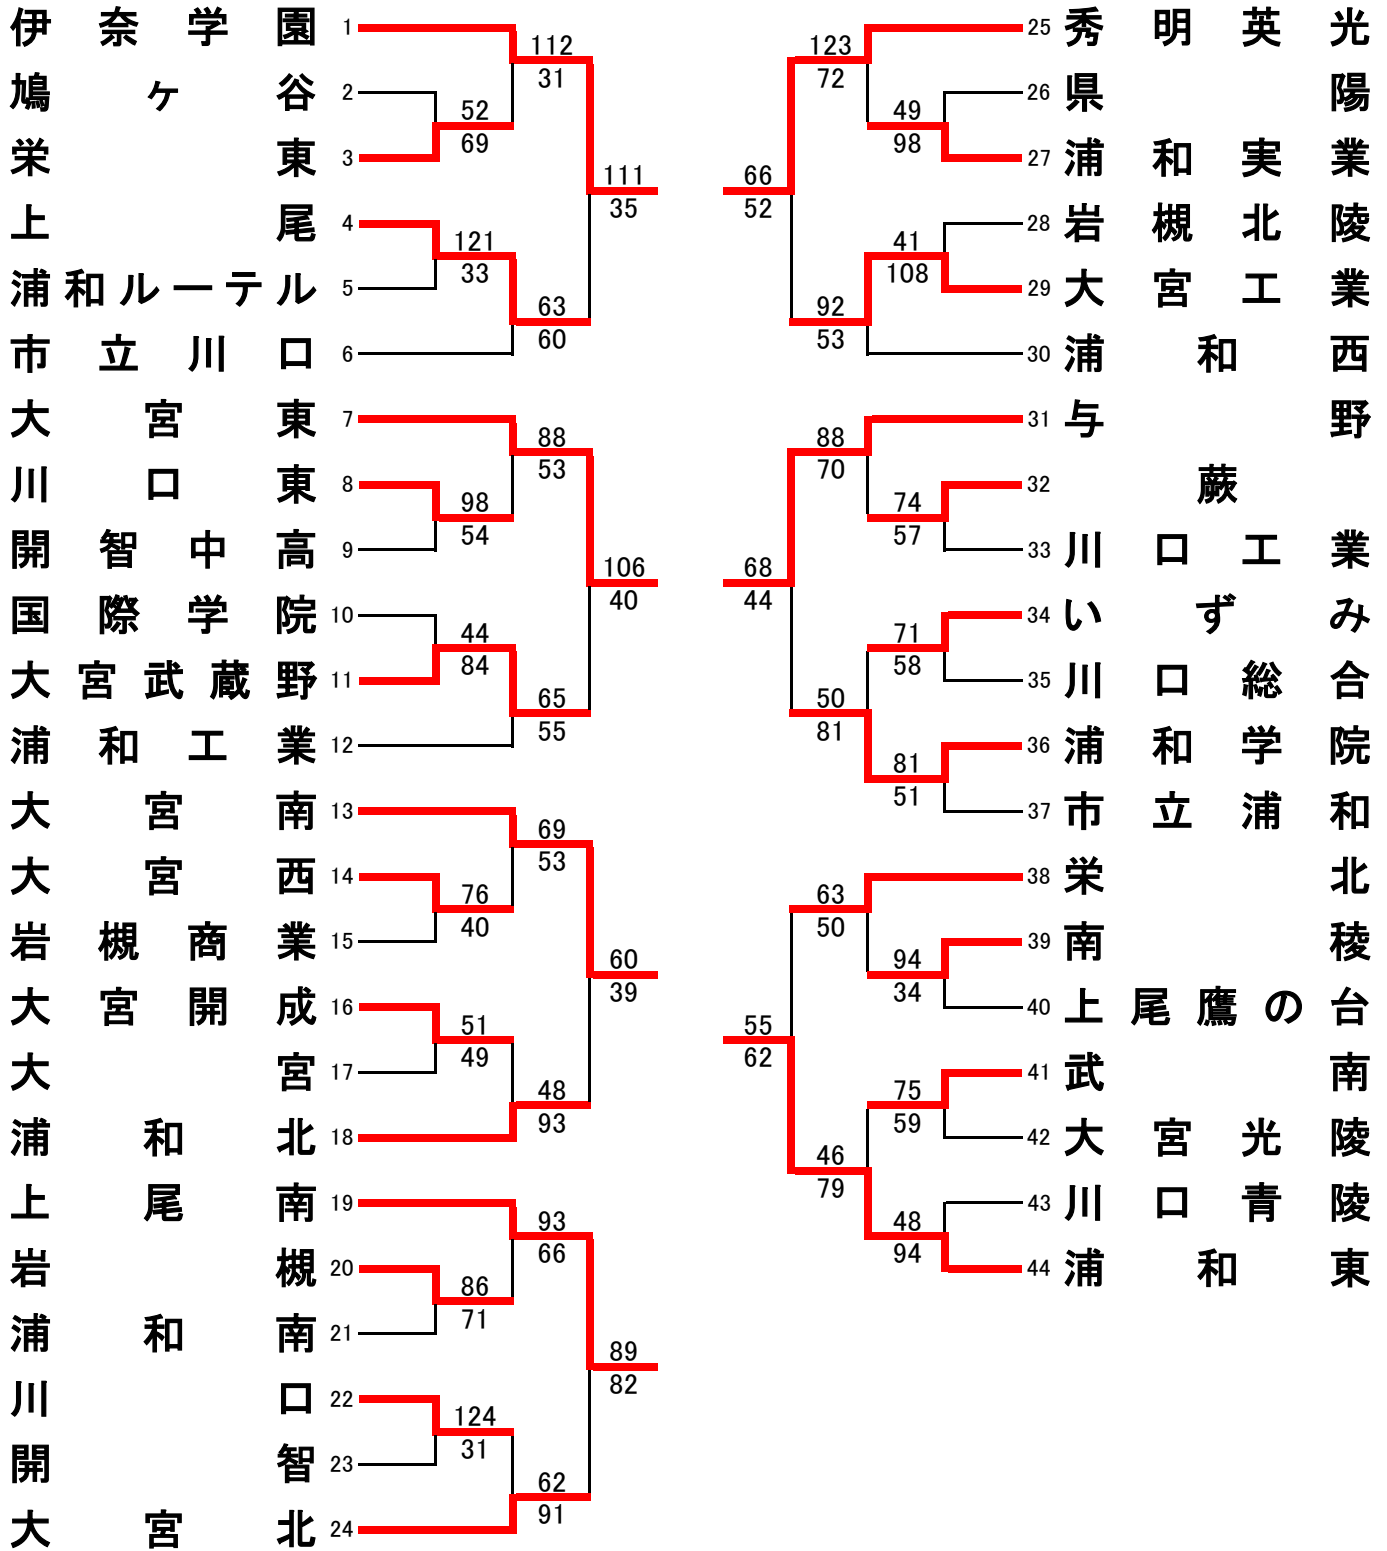 伊奈学園 1
鳩ヶ谷 2
栄東 3
上尾 4
浦和ルーテル 5
市立川口 6
大宮東 7
川口東 8
開智中高 9
国際学院 10
大宮武蔵野 11
浦和工業 12
大宮南 13
大宮西 14
岩槻商業 15
大宮開成 16
大宮 17
浦和北 18
上尾南 19
岩槻 20
浦和南 21
川口 22
開智 23
大宮北 24
52
69
121
33
98
54
44
84
76
40
51
49
86
71
124
31
112
31
63
60
88
53
65
55
69
53
48
93
93
66
62
91
111
35
106
40
60
39
89
82
66
52
68
44
55
62
123
72
92
53
88
70
50
81
63
50
46
79
49
98
41
108
74
57
71
58
81
51
94
34
75
59
48
94
25 秀明英光
26 県陽
27 浦和実業
28 岩槻北陵
29 大宮工業
30 浦和西
31 与野
32 蕨
33 川口工業
34 いずみ
35 川口総合
36 浦和学院
37 市立浦和
38 栄北
39 南稜
40 上尾鷹の台
41 武南
42 大宮光陵
43 川口青陵
44 浦和東